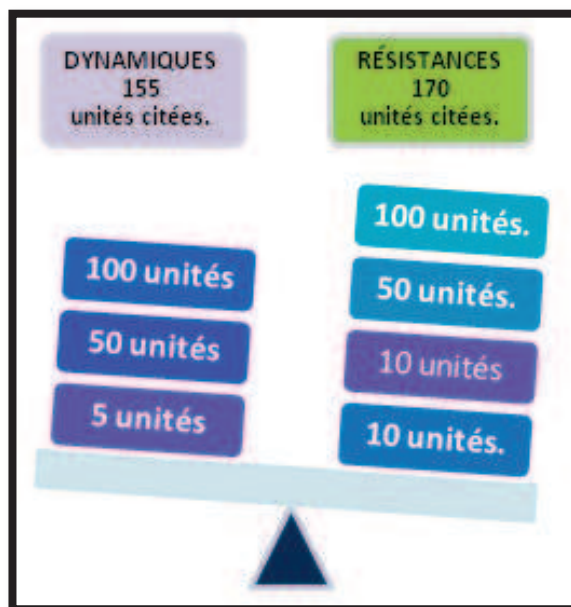 DYNAMIQUES
155
unités citées.
RÉSISTANCES
170
unités citées.
100 unités
50 unités
5 unités
100 unités.
50 unités.
10 unités
10 unités.